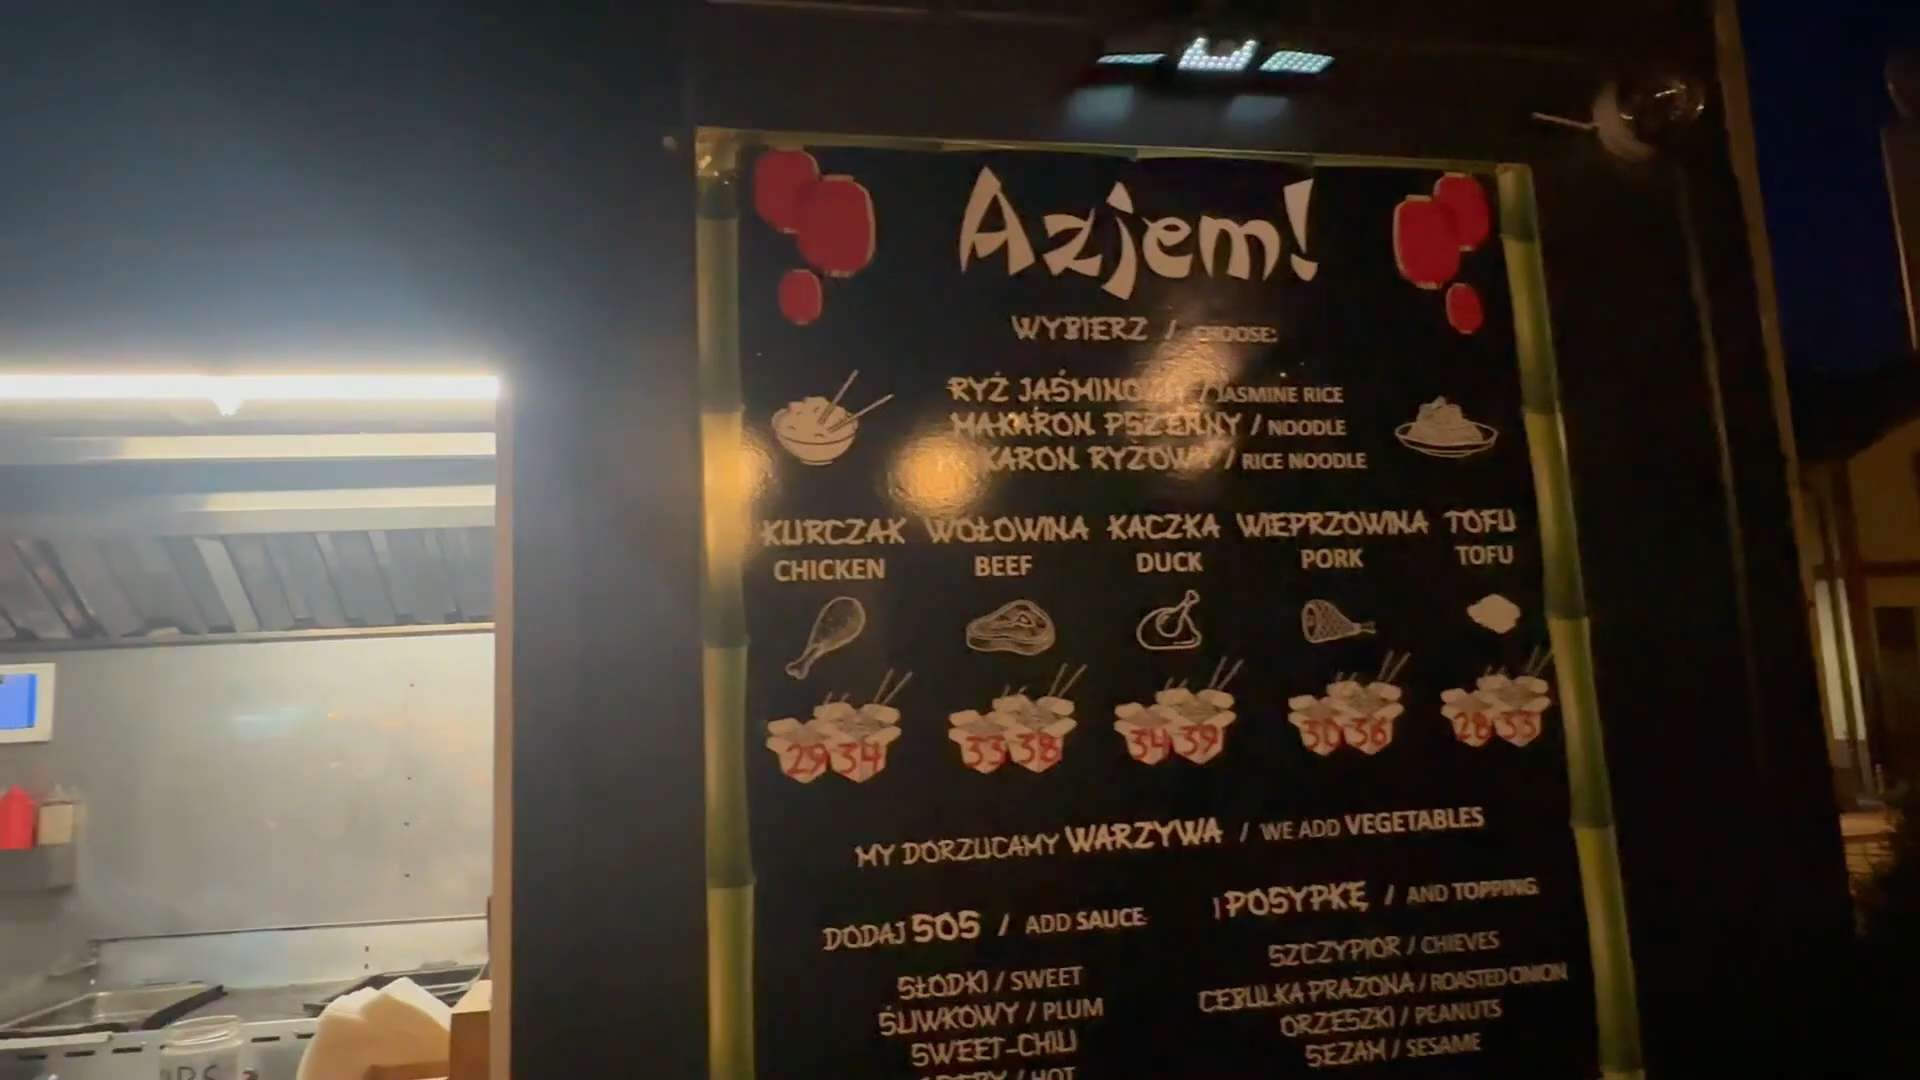 Azjem!
WYBIERZ / CHOOSE:
RYŻ JAŚMINOWY / JASMINE RICE
MAKARON PSZENNY / NOODLE
MAKARON RYŻOWY / RICE NOODLE
KURCZAK WOŁOWINA KACZKA WIEPRZOWINA TOFU
CHICKEN BEEF DUCK PORK TOFU
29 34 33 38 34 39 30 36 28 33
MY DORZUCAMY WARZYWA / WE ADD VEGETABLES
DODAJ SOS / ADD SAUCE
SŁODKI / SWEET
ŚLIWKOWY / PLUM
SWEET-CHILI
/ HOT
I POSYPKĘ / AND TOPPING
SZCZYPIOR / CHIEVES
CEBULKA PRAŻONA / ROASTED ONION
ORZESZKI / PEANUTS
SEZAM / SESAME